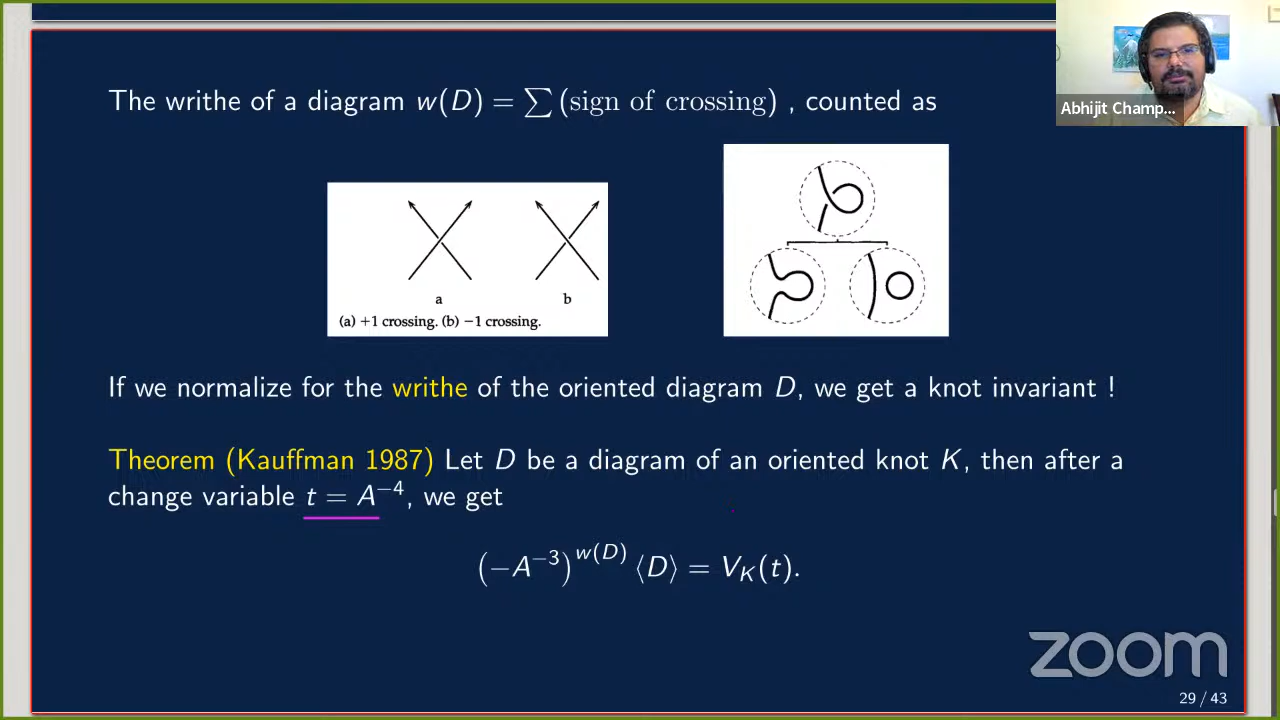 The writhe of a diagram w(D) = ∑ (sign of crossing) , counted as
Abhijit Champ...
a b
(a) +1 crossing. (b) −1 crossing.
If we normalize for the writhe of the oriented diagram D, we get a knot invariant !
Theorem (Kauffman 1987) Let D be a diagram of an oriented knot K, then after a
change variable t = A⁻⁴, we get
(−A⁻³)^{w(D)} ⟨D⟩ = V_K(t).
zoom
29 / 43